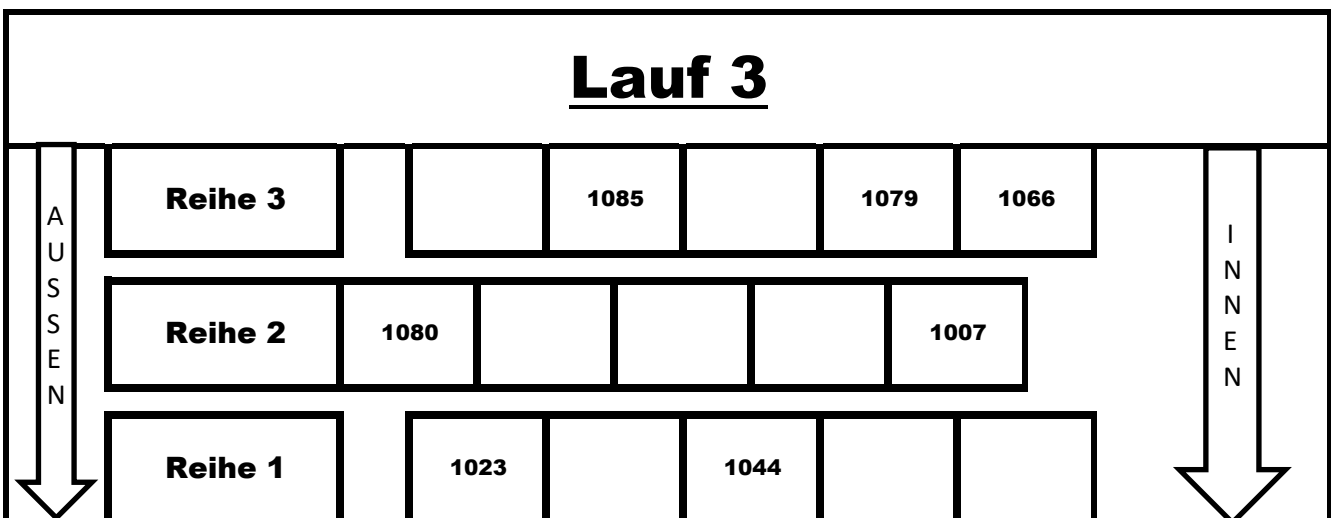 Lauf 3
AUSSEN
INNEN
Reihe 3 1085 1079 1066
Reihe 2 1080 1007
Reihe 1 1023 1044